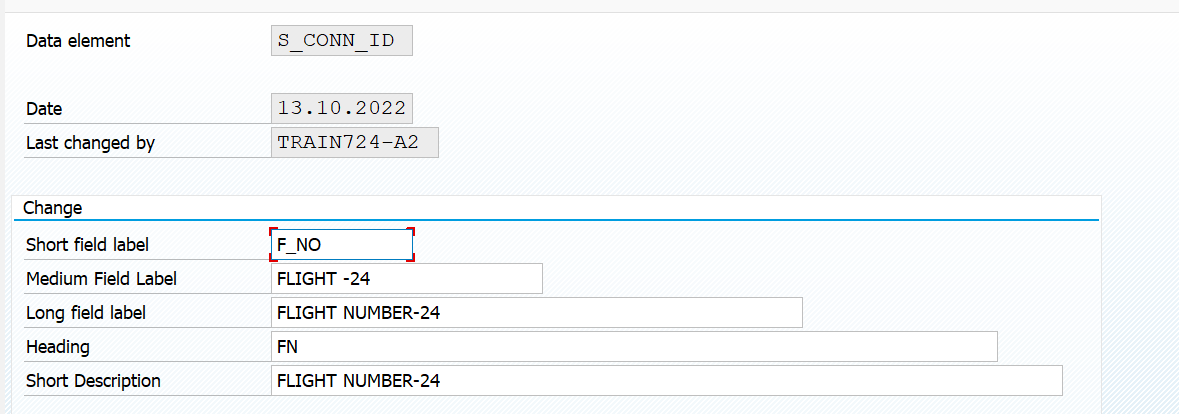 Data element S_CONN_ID
Date 13.10.2022
Last changed by TRAIN724-A2
Change
Short field label F_NO
Medium Field Label FLIGHT -24
Long field label FLIGHT NUMBER-24
Heading FN
Short Description FLIGHT NUMBER-24